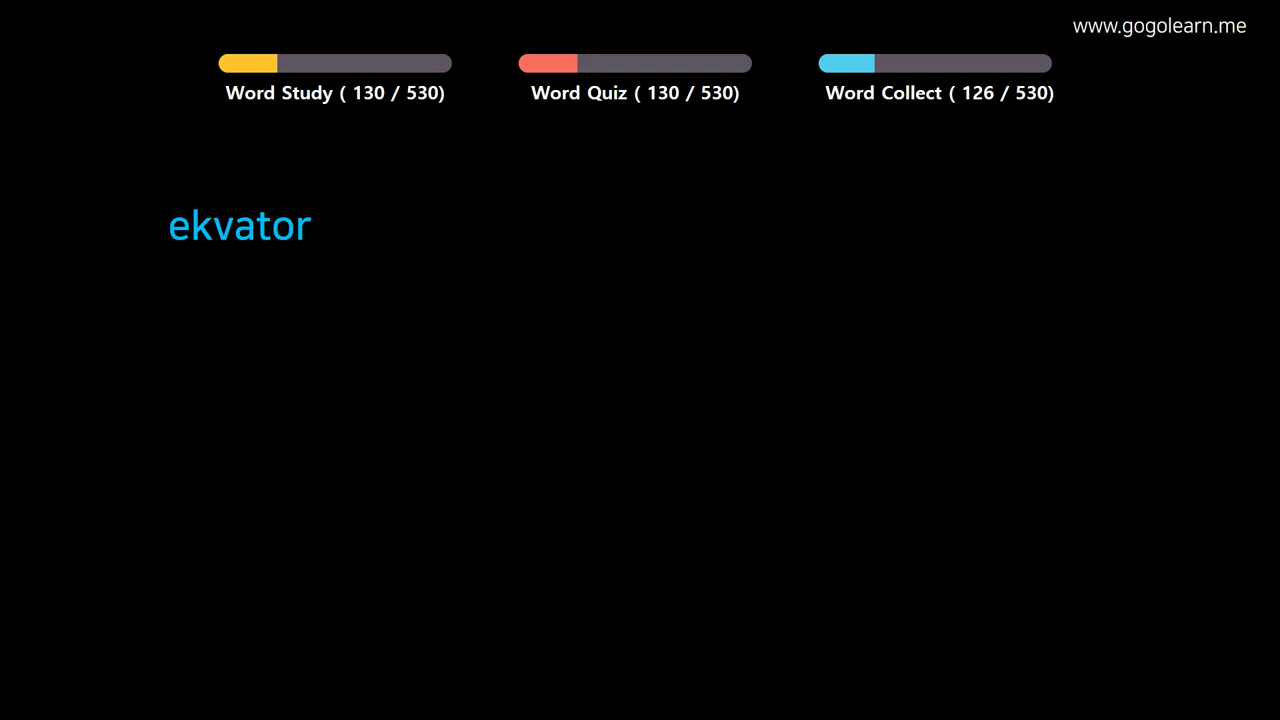 www.gogolearn.me
Word Study ( 130 / 530)
Word Quiz ( 130 / 530)
Word Collect ( 126 / 530)
ekvator